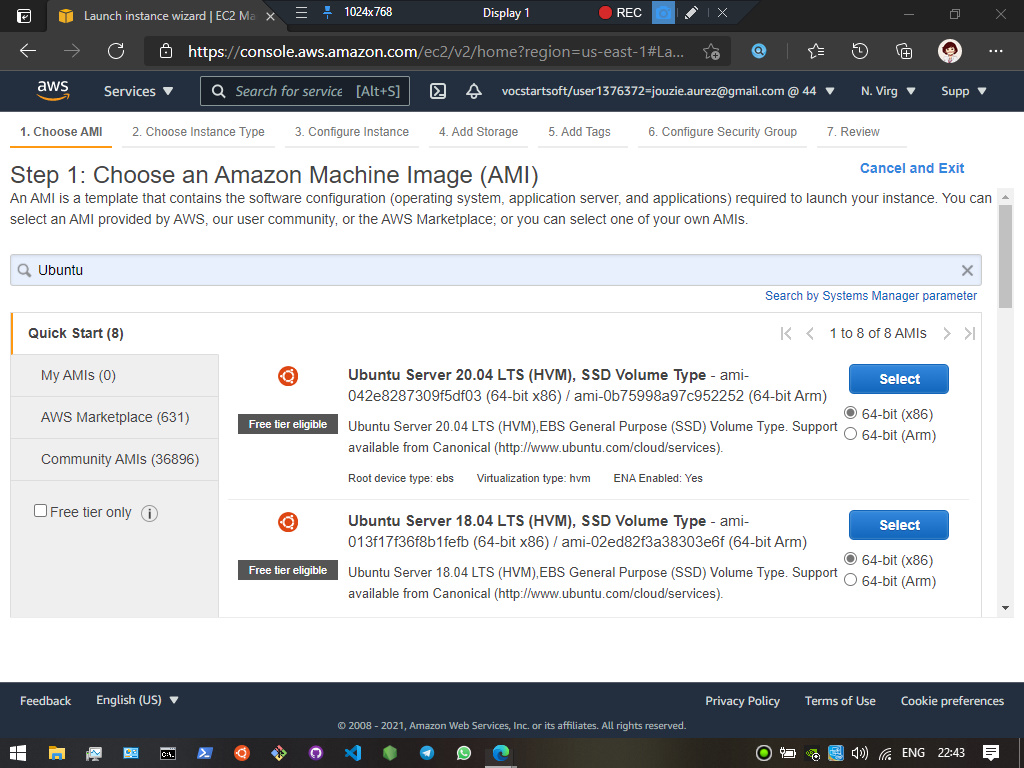 Launch instance wizard | EC2 Ma
1024x768
Display 1
REC
https://console.aws.amazon.com/ec2/v2/home?region=us-east-1#La...
aws
Services
Search for service
[Alt+S]
vocstartsoft/user1376372=jouzie.aurez@gmail.com @ 44
N. Virg
Supp
1. Choose AMI
2. Choose Instance Type
3. Configure Instance
4. Add Storage
5. Add Tags
6. Configure Security Group
7. Review
Step 1: Choose an Amazon Machine Image (AMI)
Cancel and Exit
An AMI is a template that contains the software configuration (operating system, application server, and applications) required to launch your instance. You can
select an AMI provided by AWS, our user community, or the AWS Marketplace; or you can select one of your own AMIs.
Ubuntu
Search by Systems Manager parameter
Quick Start (8)
1 to 8 of 8 AMIs
My AMIs (0)
AWS Marketplace (631)
Community AMIs (36896)
Free tier only
Ubuntu Server 20.04 LTS (HVM), SSD Volume Type - ami-
042e8287309f5df03 (64-bit x86) / ami-0b75998a97c952252 (64-bit Arm)
Free tier eligible
Ubuntu Server 20.04 LTS (HVM),EBS General Purpose (SSD) Volume Type. Support
available from Canonical (http://www.ubuntu.com/cloud/services).
Root device type: ebs
Virtualization type: hvm
ENA Enabled: Yes
Select
64-bit (x86)
64-bit (Arm)
Ubuntu Server 18.04 LTS (HVM), SSD Volume Type - ami-
013f17f36f8b1fefb (64-bit x86) / ami-02ed82f3a38303e6f (64-bit Arm)
Free tier eligible
Ubuntu Server 18.04 LTS (HVM),EBS General Purpose (SSD) Volume Type. Support
available from Canonical (http://www.ubuntu.com/cloud/services).
Select
64-bit (x86)
64-bit (Arm)
Feedback
English (US)
Privacy Policy
Terms of Use
Cookie preferences
© 2008 - 2021, Amazon Web Services, Inc. or its affiliates. All rights reserved.
ENG
22:43